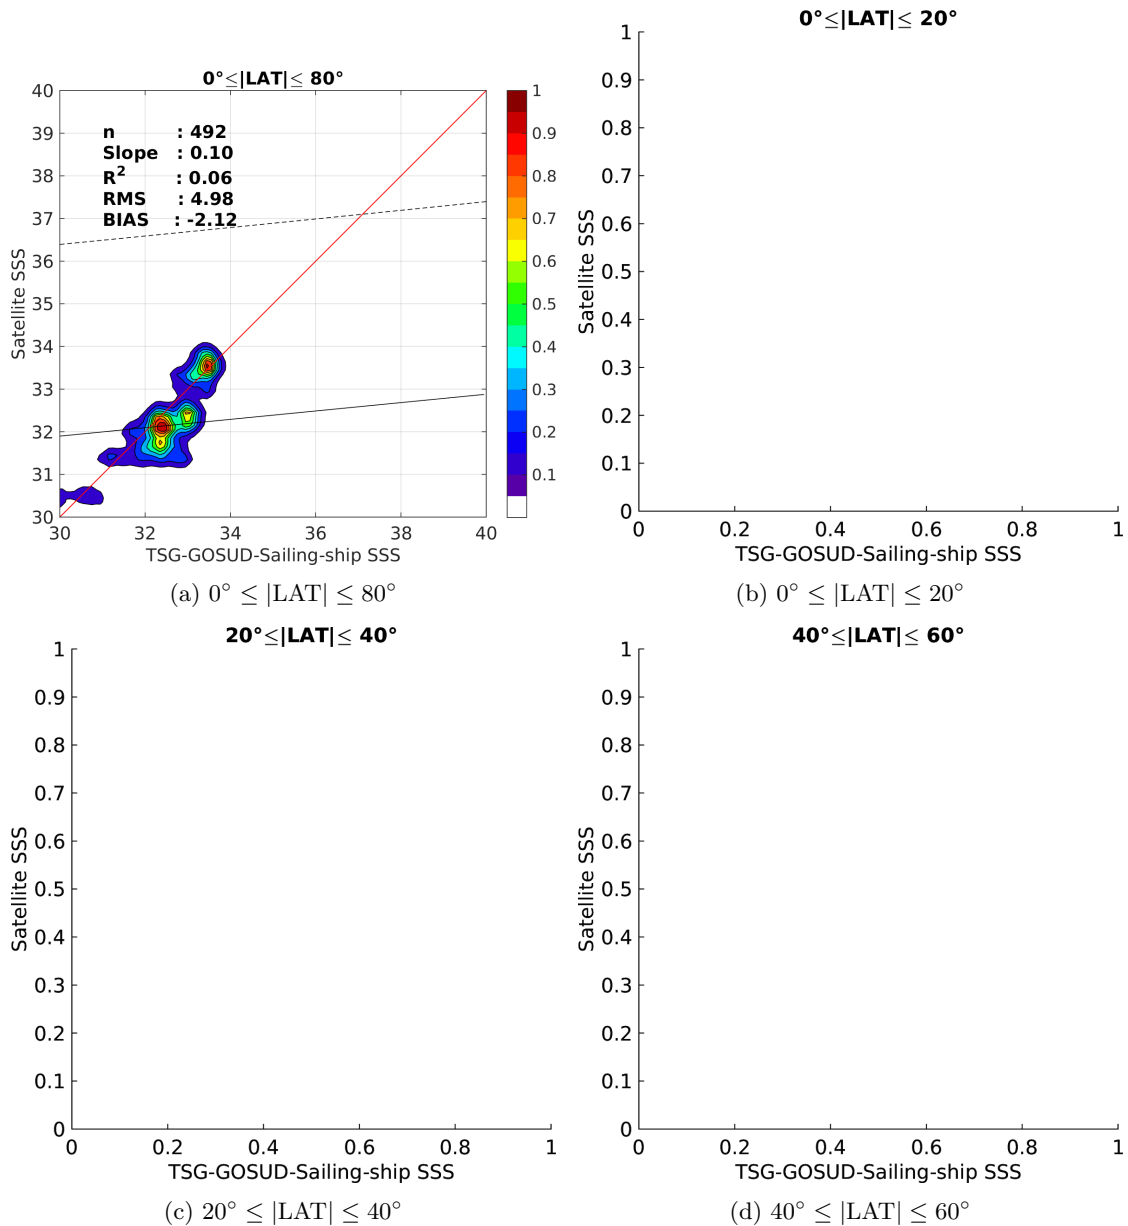 0°≤|LAT|≤ 80°
n : 492
Slope : 0.10
R² : 0.06
RMS : 4.98
BIAS : -2.12
Satellite SSS
40
39
38
37
36
35
34
33
32
31
30
30 32 34 36 38 40
TSG-GOSUD-Sailing-ship SSS
1
0.9
0.8
0.7
0.6
0.5
0.4
0.3
0.2
0.1
(a) 0° ≤ |LAT| ≤ 80°
0°≤|LAT|≤ 20°
Satellite SSS
1
0.9
0.8
0.7
0.6
0.5
0.4
0.3
0.2
0.1
0
0 0.2 0.4 0.6 0.8 1
TSG-GOSUD-Sailing-ship SSS
(b) 0° ≤ |LAT| ≤ 20°
20°≤|LAT|≤ 40°
Satellite SSS
1
0.9
0.8
0.7
0.6
0.5
0.4
0.3
0.2
0.1
0
0 0.2 0.4 0.6 0.8 1
TSG-GOSUD-Sailing-ship SSS
(c) 20° ≤ |LAT| ≤ 40°
40°≤|LAT|≤ 60°
Satellite SSS
1
0.9
0.8
0.7
0.6
0.5
0.4
0.3
0.2
0.1
0
0 0.2 0.4 0.6 0.8 1
TSG-GOSUD-Sailing-ship SSS
(d) 40° ≤ |LAT| ≤ 60°